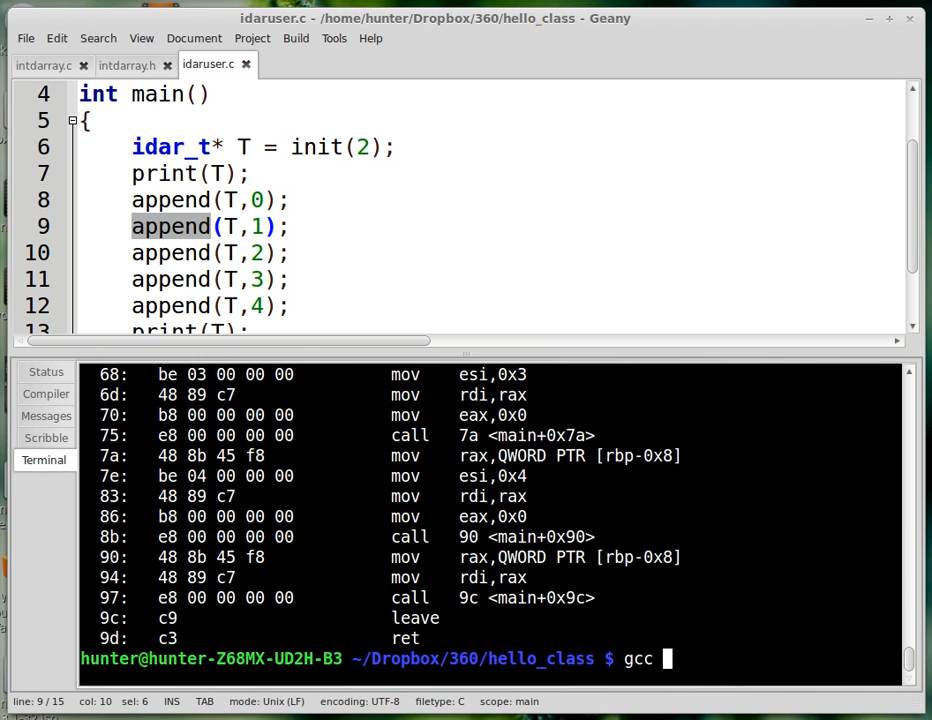 idaruser.c - /home/hunter/Dropbox/360/hello_class - Geany
File Edit Search View Document Project Build Tools Help
intdarray.c intdarray.h idaruser.c
4 int main()
5 {
6 idar_t* T = init(2);
7 print(T);
8 append(T,0);
9 append(T,1);
10 append(T,2);
11 append(T,3);
12 append(T,4);
13 print(T);
Status
Compiler
Messages
Scribble
Terminal
68: be 03 00 00 00 mov esi,0x3
6d: 48 89 c7 mov rdi,rax
70: b8 00 00 00 00 mov eax,0x0
75: e8 00 00 00 00 call 7a <main+0x7a>
7a: 48 8b 45 f8 mov rax,QWORD PTR [rbp-0x8]
7e: be 04 00 00 00 mov esi,0x4
83: 48 89 c7 mov rdi,rax
86: b8 00 00 00 00 mov eax,0x0
8b: e8 00 00 00 00 call 90 <main+0x90>
90: 48 8b 45 f8 mov rax,QWORD PTR [rbp-0x8]
94: 48 89 c7 mov rdi,rax
97: e8 00 00 00 00 call 9c <main+0x9c>
9c: c9 leave
9d: c3 ret
hunter@hunter-Z68MX-UD2H-B3 ~/Dropbox/360/hello_class $ gcc
line: 9 / 15 col: 10 sel: 6 INS TAB mode: Unix (LF) encoding: UTF-8 filetype: C scope: main